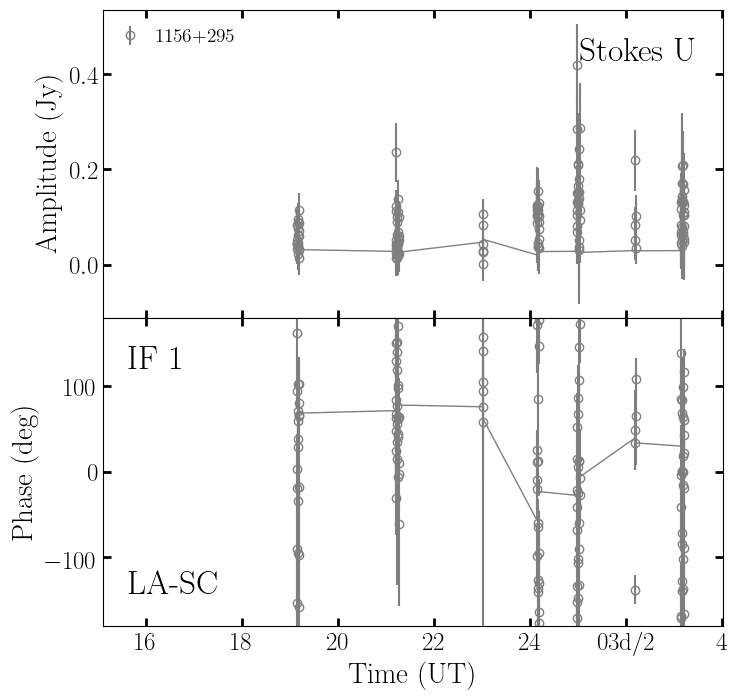 1156+295
Stokes U
0.4
0.2
0.0
Amplitude (Jy)
IF 1
100
0
−100
Phase (deg)
LA-SC
16 18 20 22 24 03d/2 4
Time (UT)